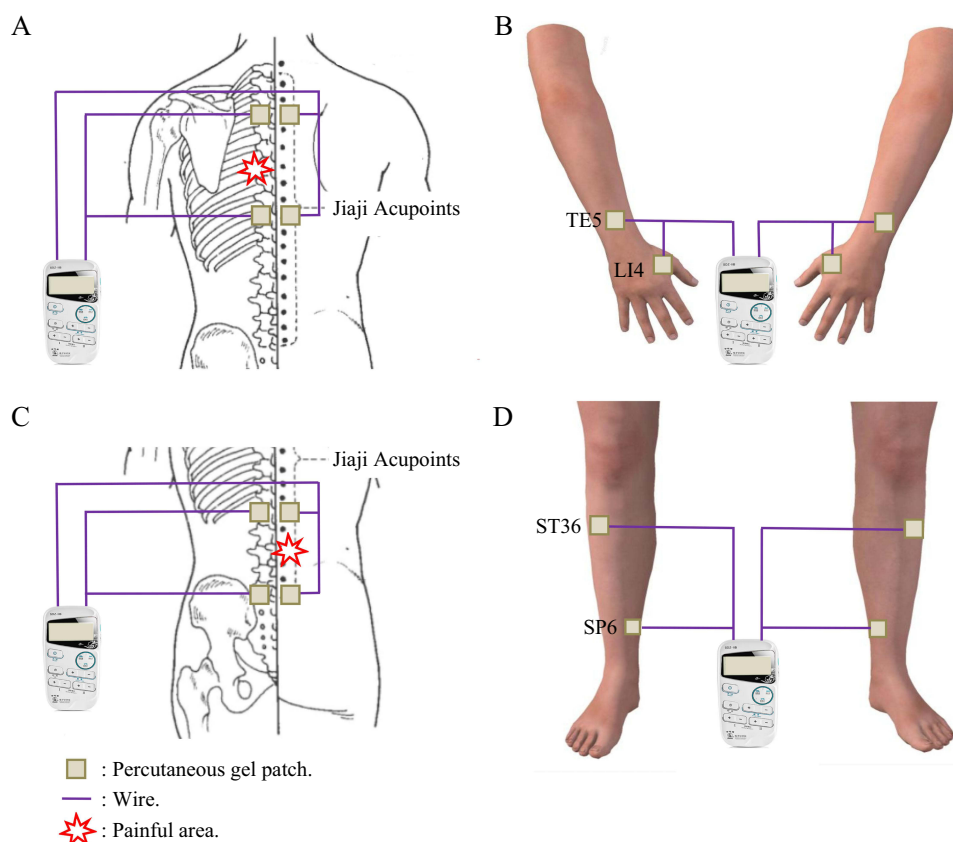 A
Jiaji Acupoints
B
TE5
LI4
C
Jiaji Acupoints
D
ST36
SP6
: Percutaneous gel patch.
: Wire.
: Painful area.